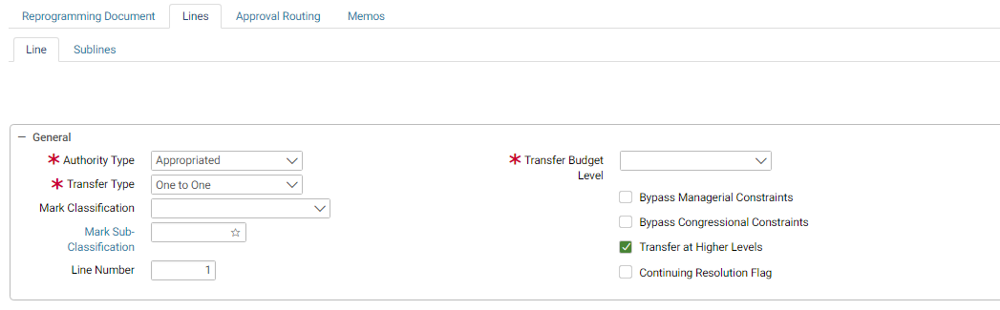 Reprogramming Document Lines Approval Routing Memos
Line Sublines
General
* Authority Type Appropriated
* Transfer Budget Level
* Transfer Type One to One
Mark Classification
Bypass Managerial Constraints
Mark Sub-
Classification
Bypass Congressional Constraints
Transfer at Higher Levels
Line Number 1
Continuing Resolution Flag